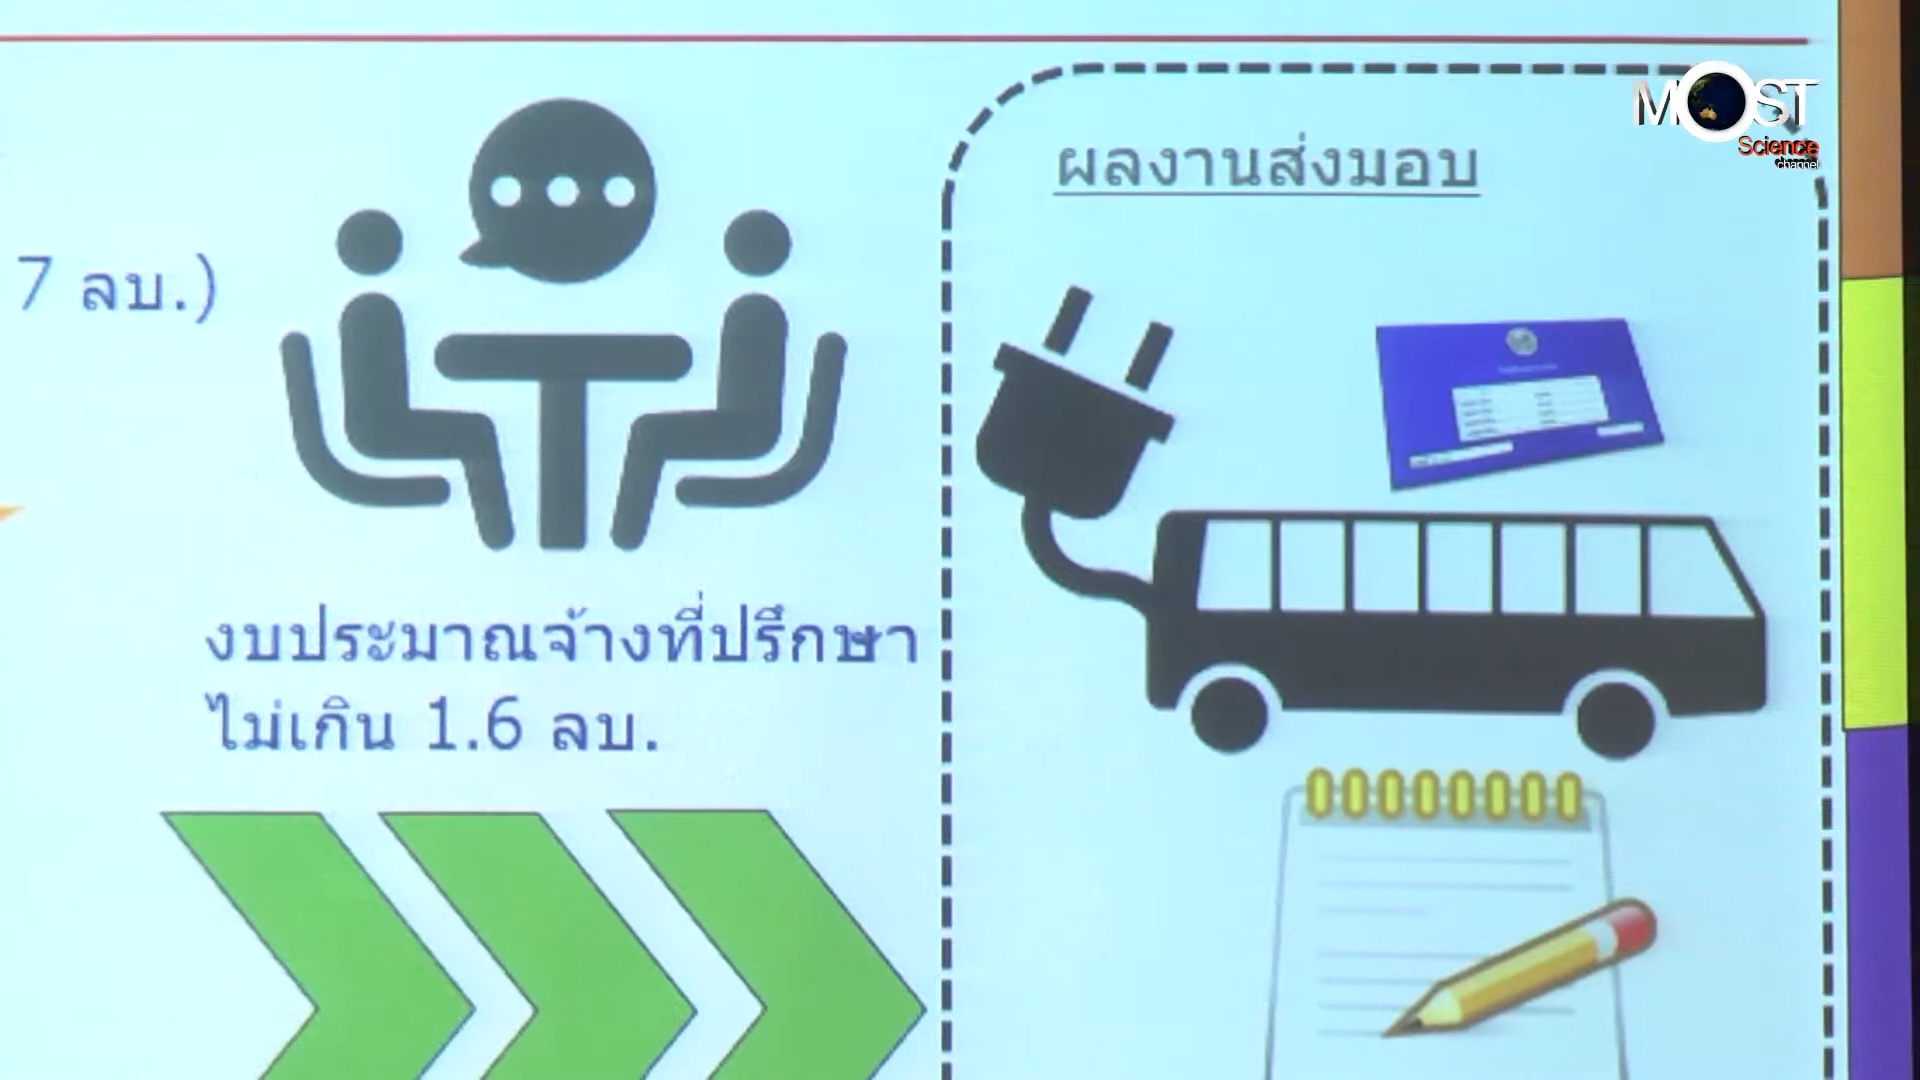 MOST
Science
channel
ผลงานส่งมอบ
7 ลบ.)
งบประมาณจ้างที่ปรึกษา
ไม่เกิน 1.6 ลบ.